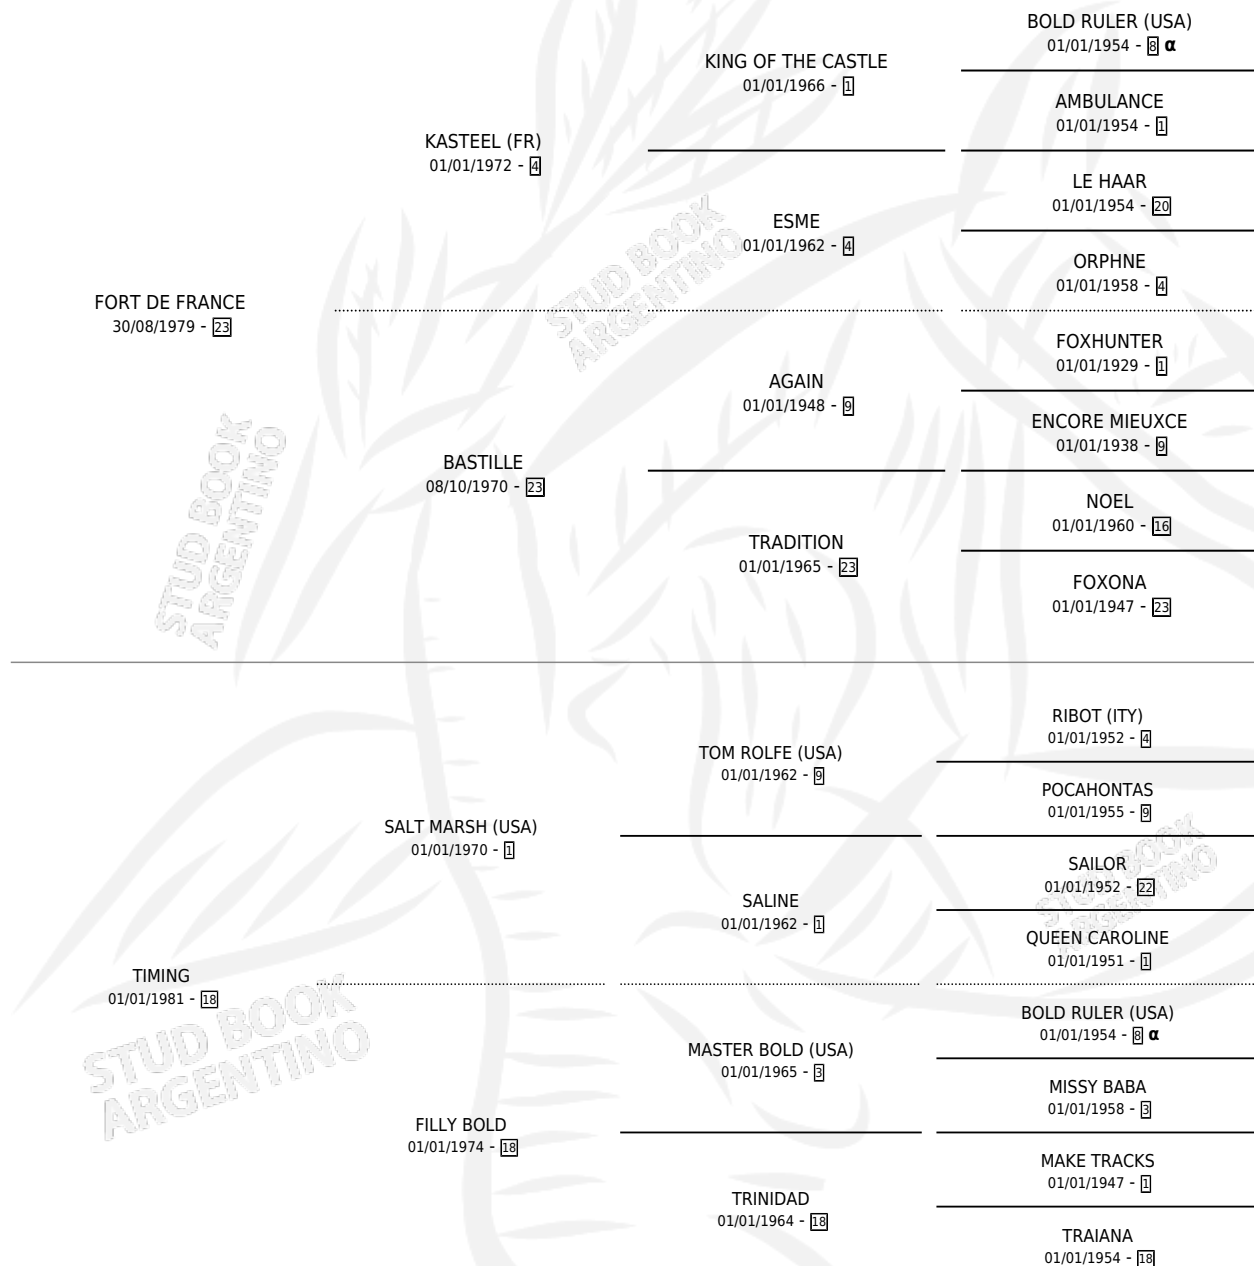 BOLD RULER (USA)
01/01/1954 - 8 α
KING OF THE CASTLE
01/01/1966 - 1
AMBULANCE
01/01/1954 - 1
KASTEEL (FR)
01/01/1972 - 4
LE HAAR
01/01/1954 - 20
ESME
01/01/1962 - 4
ORPHNE
01/01/1958 - 4
FORT DE FRANCE
30/08/1979 - 23
FOXHUNTER
01/01/1929 - 1
AGAIN
01/01/1948 - 9
ENCORE MIEUXCE
01/01/1938 - 9
BASTILLE
08/10/1970 - 23
NOEL
01/01/1960 - 16
TRADITION
01/01/1965 - 23
FOXONA
01/01/1947 - 23
RIBOT (ITY)
01/01/1952 - 4
TOM ROLFE (USA)
01/01/1962 - 9
POCAHONTAS
01/01/1955 - 9
SALT MARSH (USA)
01/01/1970 - 1
SAILOR
01/01/1952 - 22
SALINE
01/01/1962 - 1
QUEEN CAROLINE
01/01/1951 - 1
TIMING
01/01/1981 - 18
BOLD RULER (USA)
01/01/1954 - 8 α
MASTER BOLD (USA)
01/01/1965 - 3
MISSY BABA
01/01/1958 - 3
FILLY BOLD
01/01/1974 - 18
MAKE TRACKS
01/01/1947 - 1
TRINIDAD
01/01/1964 - 18
TRAIANA
01/01/1954 - 18
STUD BOOK
ARGENTINO
STUD BOOK
ARGENTINO
STUD BOOK
ARGENTINO
STUD BOOK
ARGENTINO